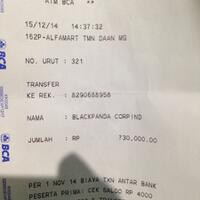 ATM BCA **
15/12/14 14:37:32
152P-ALFAMART TMN DAAN MG
NO. URUT : 321
TRANSFER
KE REK. : 8290688958
NAMA : BLACKPANDA CORPIND
JUMLAH : RP 730.000,00
PER 1 NOV 14 BIAYA TXN ANTAR BANK
PESERTA PRIMA: CEK SALDO RP 4000
BCA
BCA